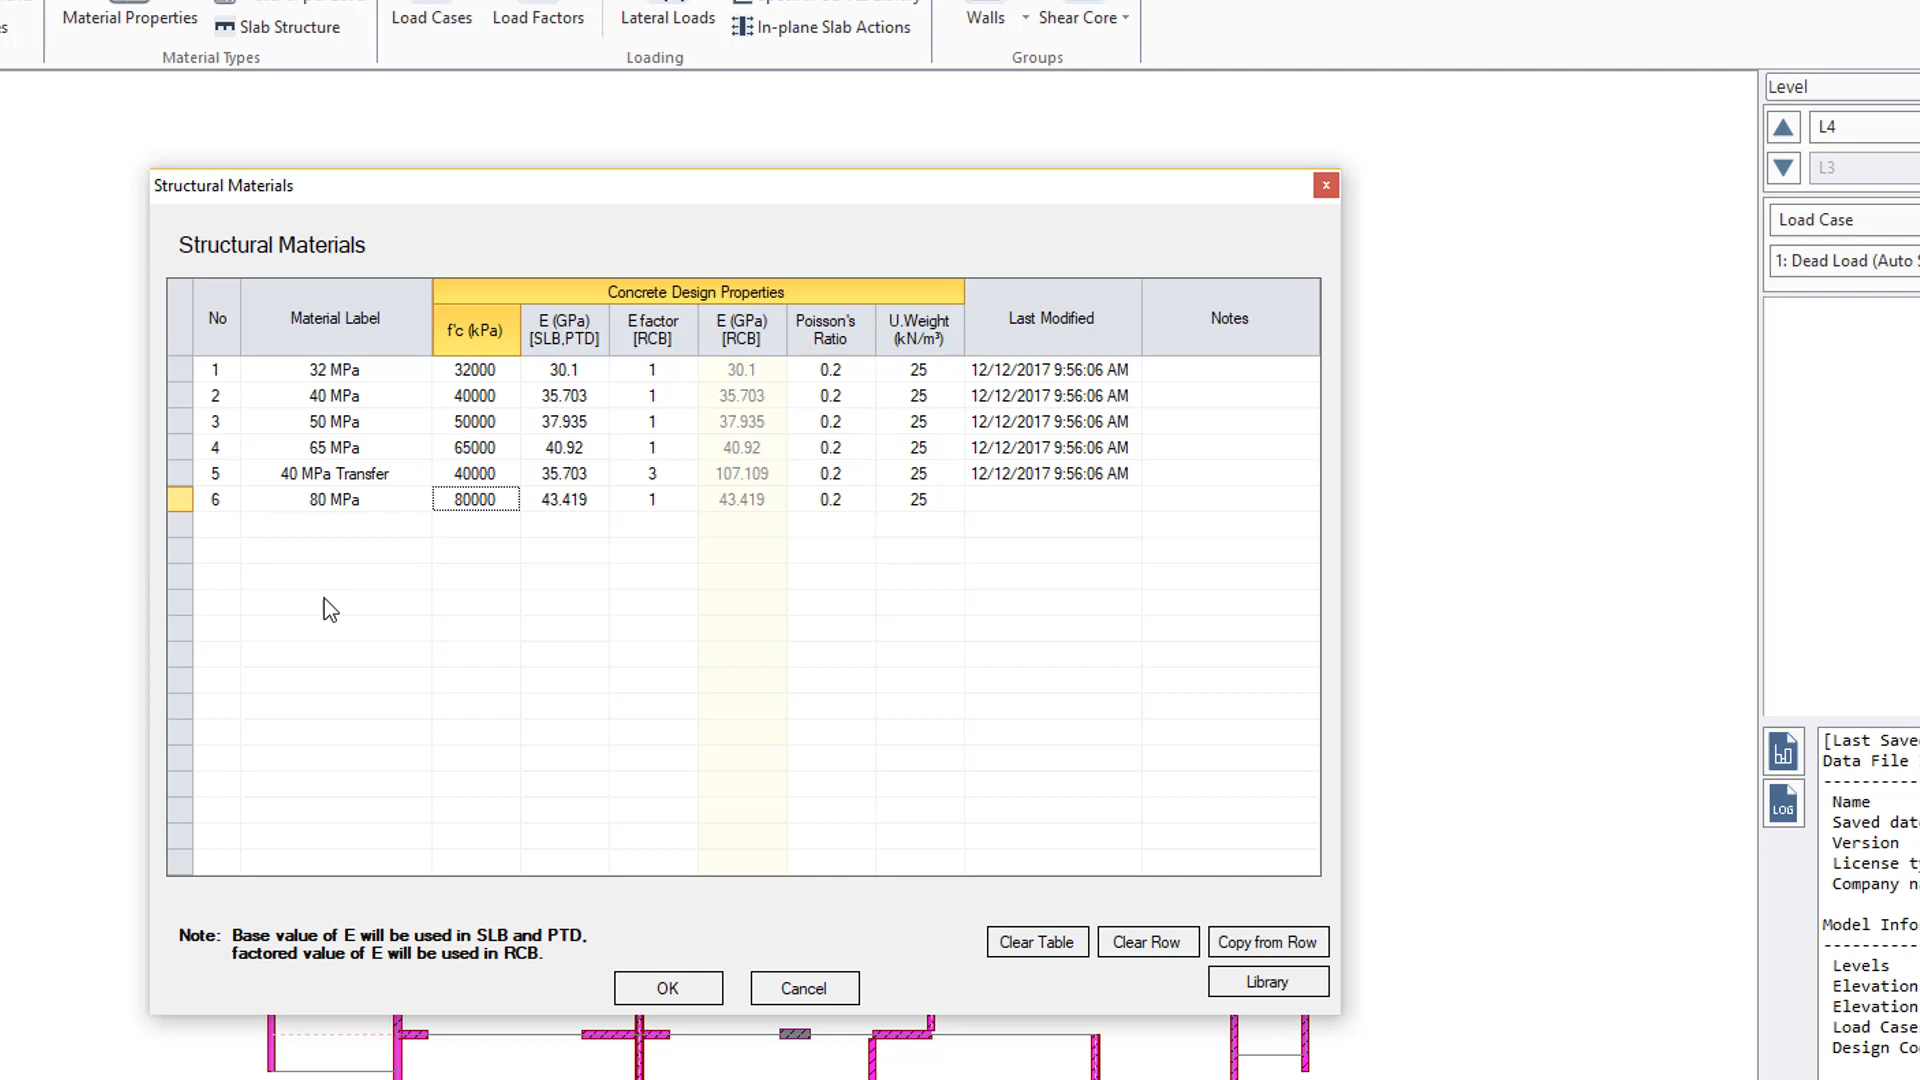 Material Properties
Slab Structure
Load Cases
Load Factors
Lateral Loads
In-plane Slab Actions
Walls
Shear Core
Material Types
Loading
Groups
Level
L4
L3
Load Case
1: Dead Load (Auto
Structural Materials
x
Structural Materials
Concrete Design Properties
No Material Label f'c (kPa) E (GPa) [SLB,PTD] E factor [RCB] E (GPa) [RCB] Poisson's Ratio U.Weight (kN/m³) Last Modified Notes
1 32 MPa 32000 30.1 1 30.1 0.2 25 12/12/2017 9:56:06 AM
2 40 MPa 40000 35.703 1 35.703 0.2 25 12/12/2017 9:56:06 AM
3 50 MPa 50000 37.935 1 37.935 0.2 25 12/12/2017 9:56:06 AM
4 65 MPa 65000 40.92 1 40.92 0.2 25 12/12/2017 9:56:06 AM
5 40 MPa Transfer 40000 35.703 3 107.109 0.2 25 12/12/2017 9:56:06 AM
6 80 MPa 80000 43.419 1 43.419 0.2 25
Note: Base value of E will be used in SLB and PTD,
factored value of E will be used in RCB.
Clear Table
Clear Row
Copy from Row
Library
OK
Cancel
LOG
[Last Save
Data File
----------
Name
Saved dat
Version
License t
Company n
Model Info
----------
Levels
Elevation
Elevation
Load Case
Design Co